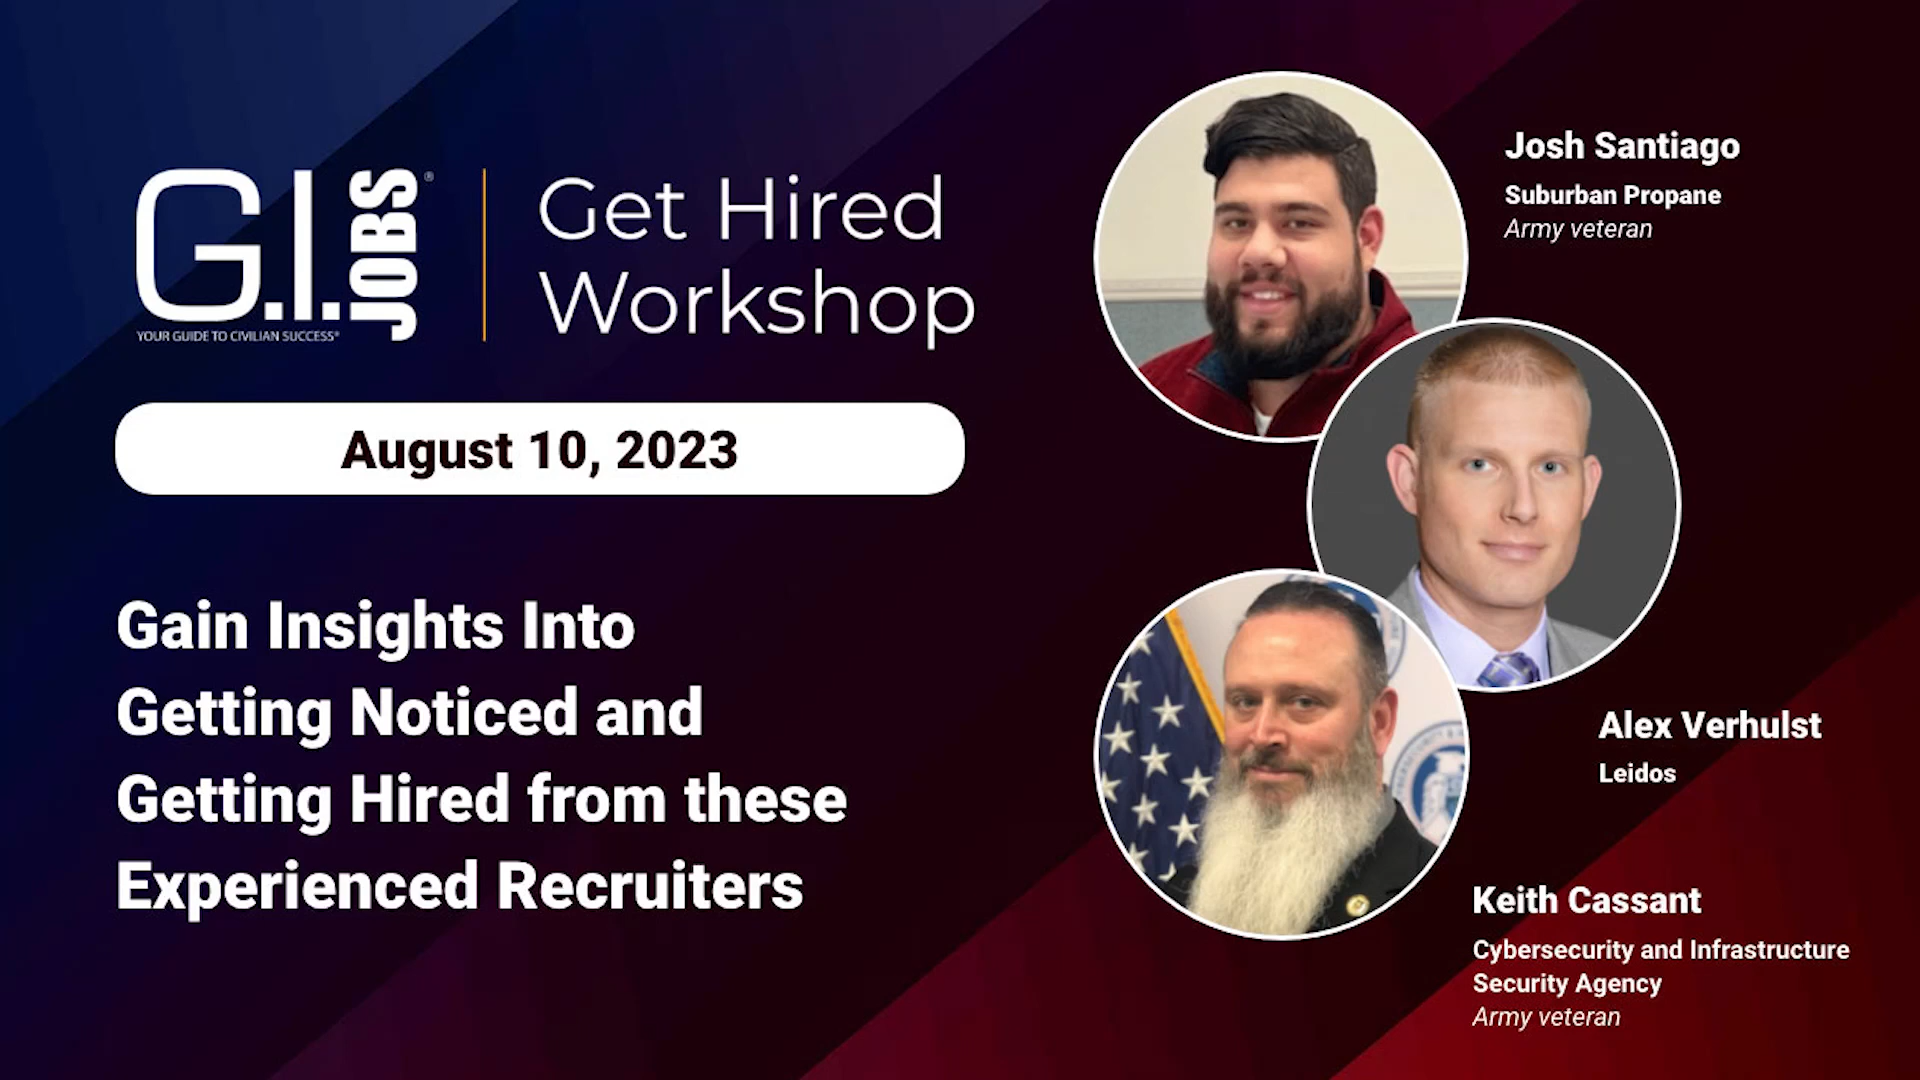 G.I. JOBS®
YOUR GUIDE TO CIVILIAN SUCCESS®
Get Hired
Workshop
August 10, 2023
Gain Insights Into
Getting Noticed and
Getting Hired from these
Experienced Recruiters
Josh Santiago
Suburban Propane
Army veteran
Alex Verhulst
Leidos
Keith Cassant
Cybersecurity and Infrastructure
Security Agency
Army veteran